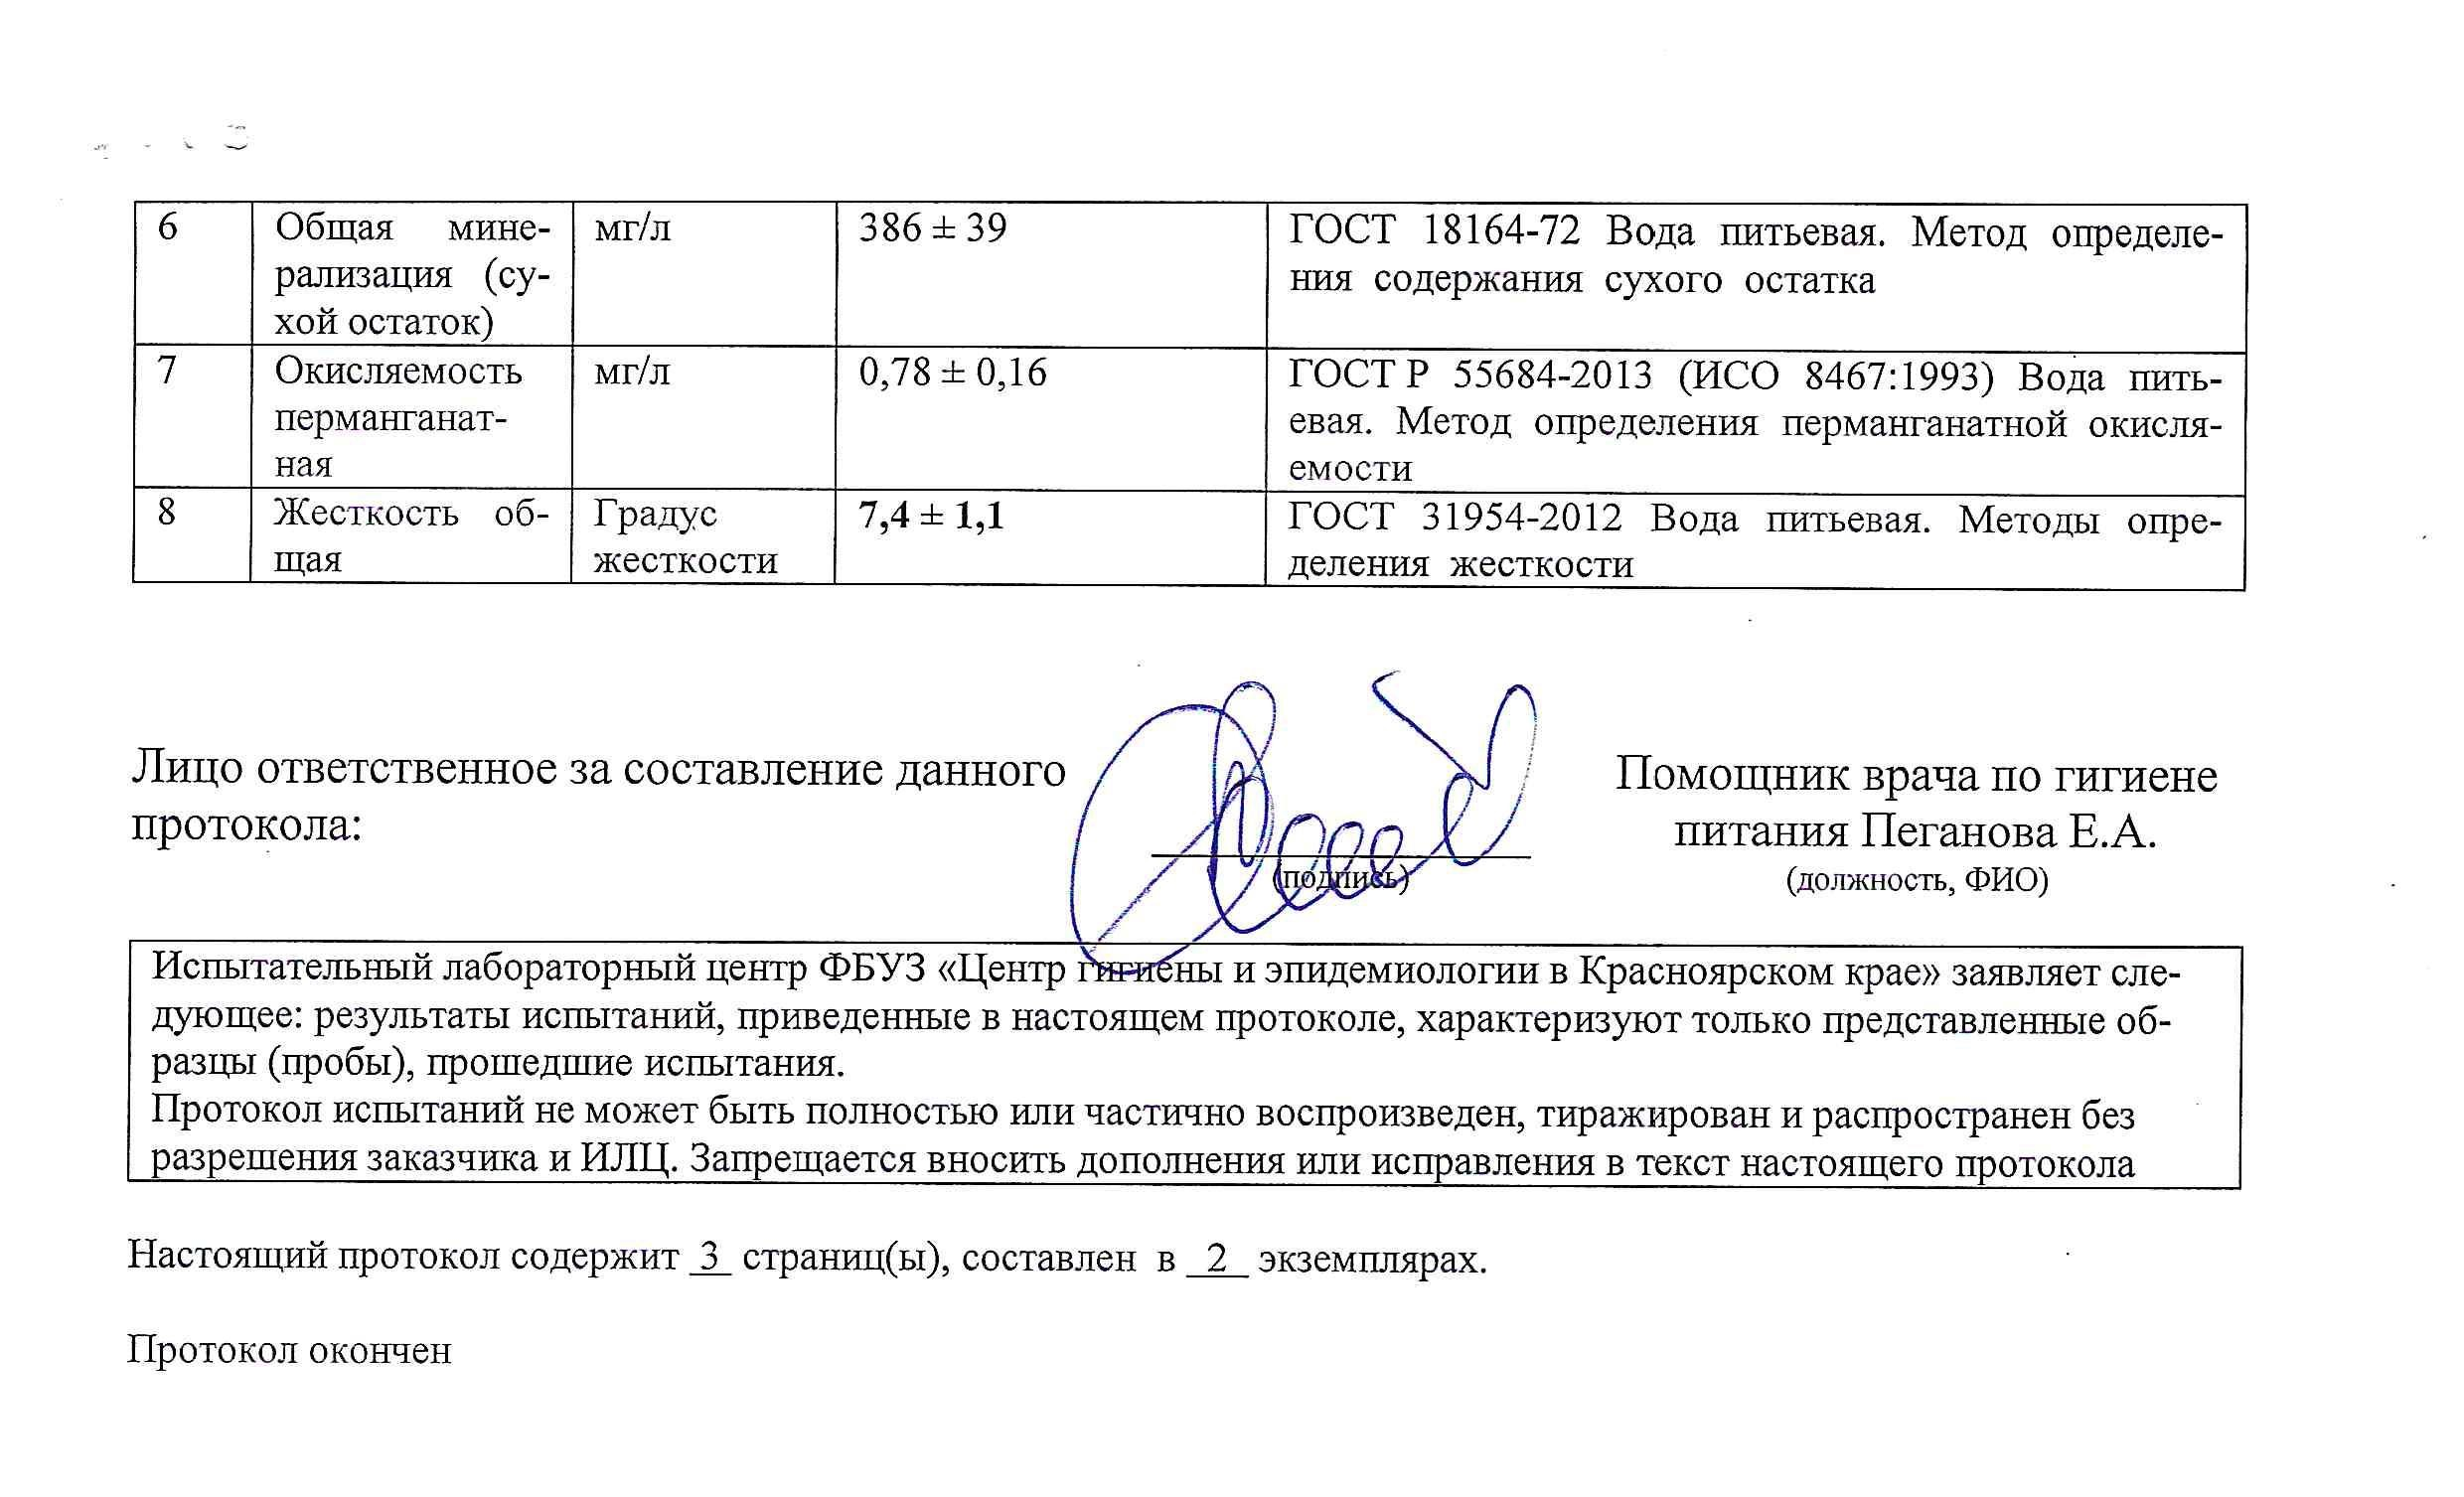 6 Общая мине- мг/л 386 ± 39 ГОСТ 18164-72 Вода питьевая. Метод определе-
рализация (су- ния содержания сухого остатка
хой остаток)
7 Окисляемость мг/л 0,78 ± 0,16 ГОСТ Р 55684-2013 (ИСО 8467:1993) Вода пить-
перманганат- евая. Метод определения перманганатной окисля-
ная емости
8 Жесткость об- Градус 7,4 ± 1,1 ГОСТ 31954-2012 Вода питьевая. Методы опре-
щая жесткости деления жесткости
Лицо ответственное за составление данного Помощник врача по гигиене
протокола: питания Пеганова Е.А.
(подпись) (должность, ФИО)
Испытательный лабораторный центр ФБУЗ «Центр гигиены и эпидемиологии в Красноярском крае» заявляет сле-
дующее: результаты испытаний, приведенные в настоящем протоколе, характеризуют только представленные об-
разцы (пробы), прошедшие испытания.
Протокол испытаний не может быть полностью или частично воспроизведен, тиражирован и распространен без
разрешения заказчика и ИЛЦ. Запрещается вносить дополнения или исправления в текст настоящего протокола
Настоящий протокол содержит 3 страниц(ы), составлен в 2 экземплярах.
Протокол окончен